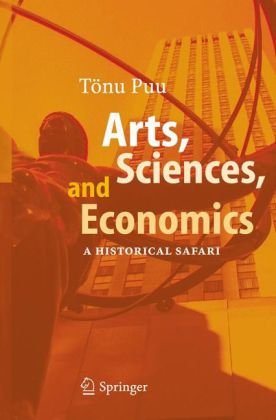 Tönu Puu
Arts,
Sciences,
and
Economics
A HISTORICAL SAFARI
Springer